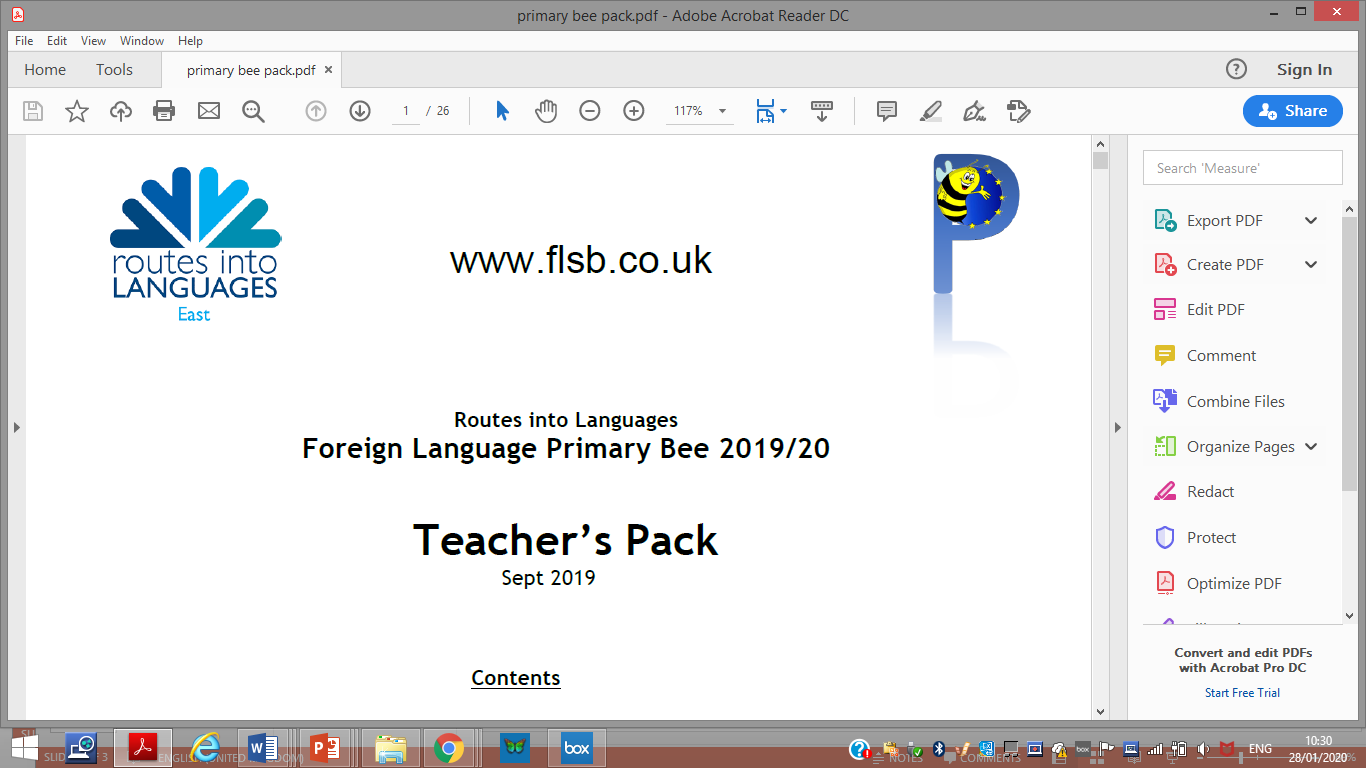 primary bee pack.pdf - Adobe Acrobat Reader DC
File Edit View Window Help
Home Tools primary bee pack.pdf × Sign In
1 / 26 117% Share
routes into
LANGUAGES
East
www.flsb.co.uk
P
Routes into Languages
Foreign Language Primary Bee 2019/20
Teacher's Pack
Sept 2019
Contents
Search 'Measure'
Export PDF
Create PDF
Edit PDF
Comment
Combine Files
Organize Pages
Redact
Protect
Optimize PDF
Convert and edit PDFs
with Acrobat Pro DC
Start Free Trial
box
ENG
10:30
28/01/2020
NOTES COMMENTS